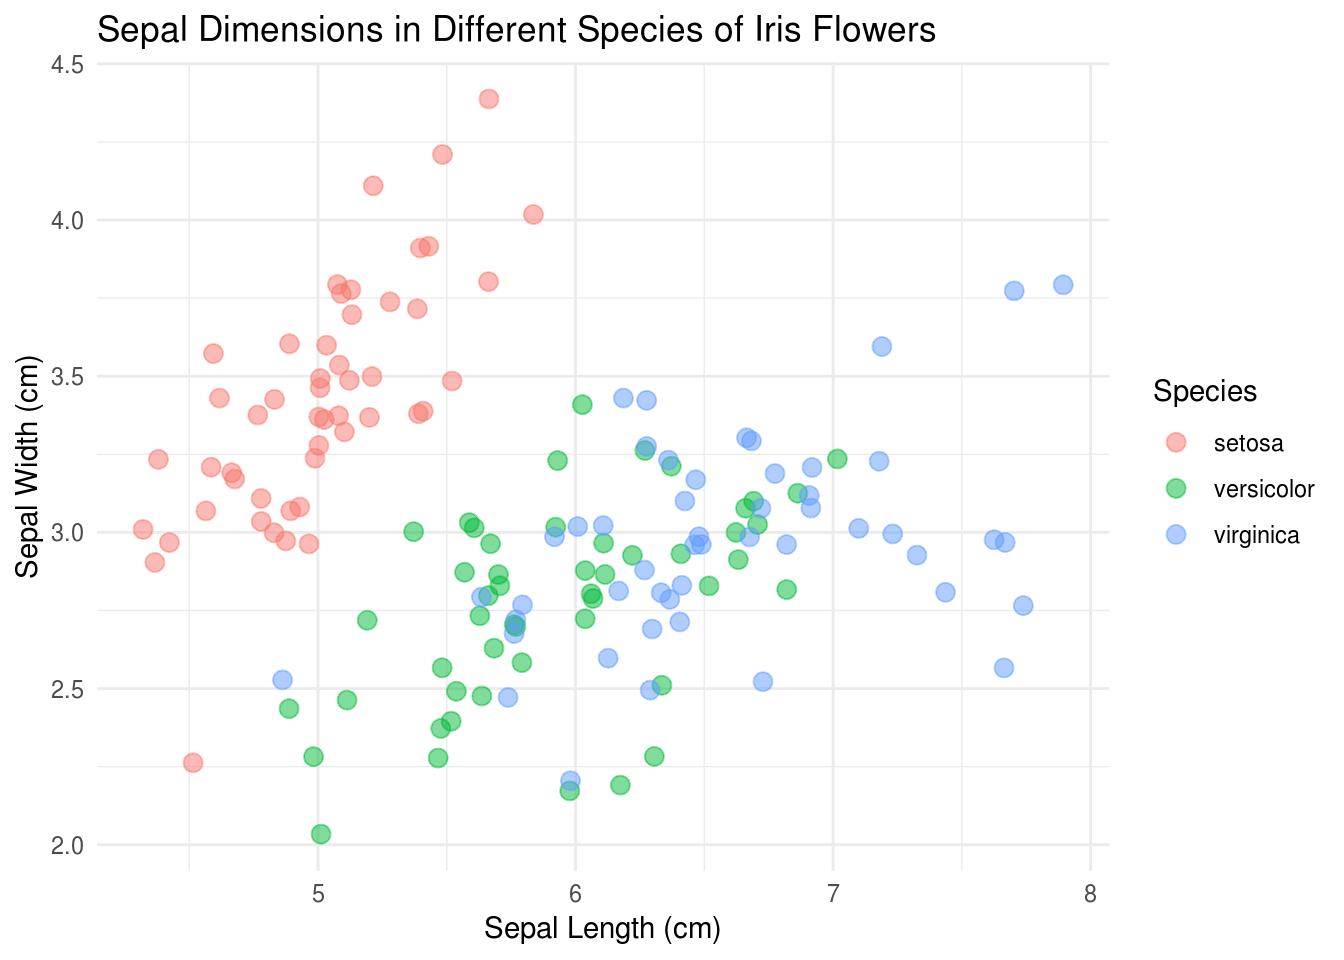 Sepal Dimensions in Different Species of Iris Flowers
4.5
4.0
3.5
3.0
2.5
2.0
Sepal Width (cm)
5 6 7 8
Sepal Length (cm)
Species
setosa
versicolor
virginica